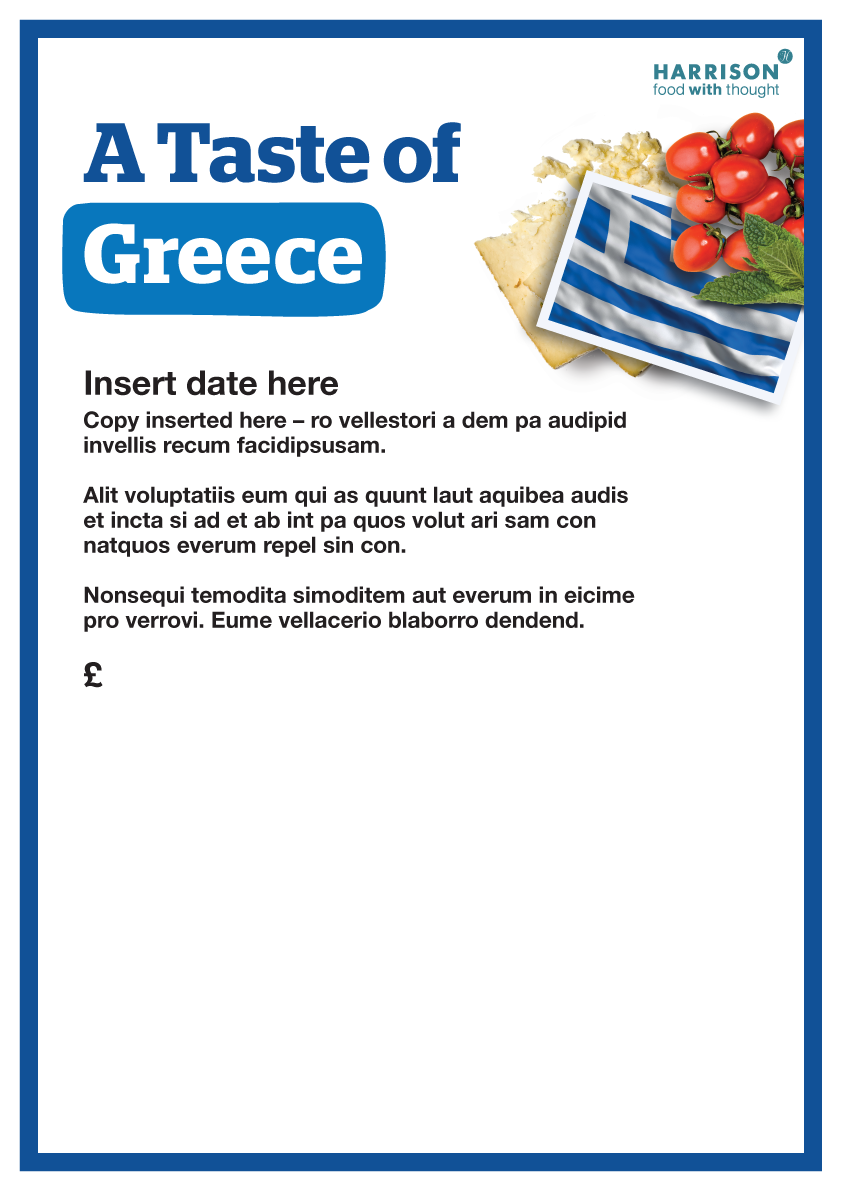 HARRISON
food with thought
A Taste of
Greece
Insert date here
Copy inserted here – ro vellestori a dem pa audipid
invellis recum facidipsusam.
Alit voluptatiis eum qui as quunt laut aquibea audis
et incta si ad et ab int pa quos volut ari sam con
natquos everum repel sin con.
Nonsequi temodita simoditem aut everum in eicime
pro verrovi. Eume vellacerio blaborro dendend.
£